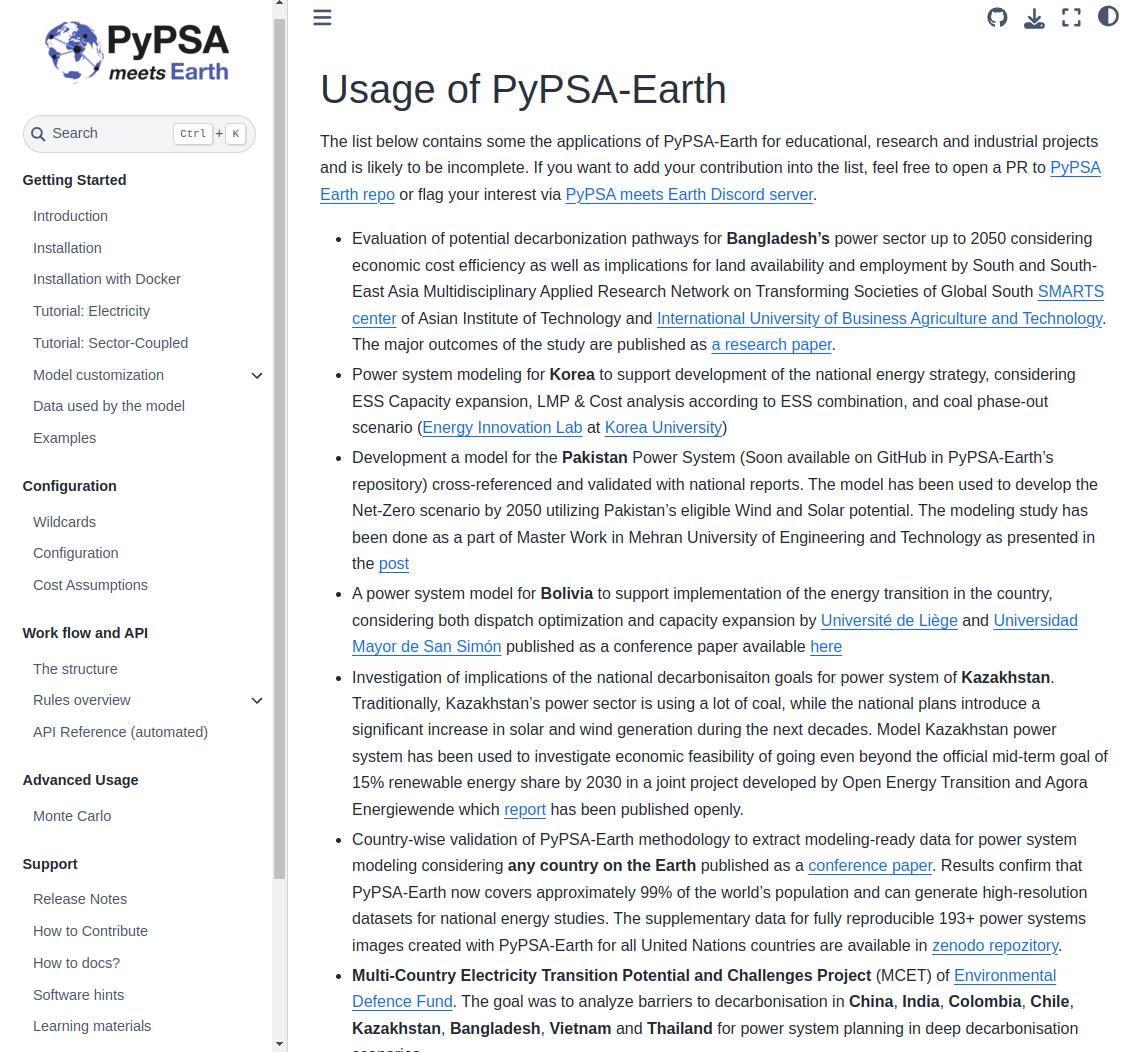 PyPSA
meets Earth
Search Ctrl + K
Getting Started
Introduction
Installation
Installation with Docker
Tutorial: Electricity
Tutorial: Sector-Coupled
Model customization
Data used by the model
Examples
Configuration
Wildcards
Configuration
Cost Assumptions
Work flow and API
The structure
Rules overview
API Reference (automated)
Advanced Usage
Monte Carlo
Support
Release Notes
How to Contribute
How to docs?
Software hints
Learning materials
Usage of PyPSA-Earth
The list below contains some the applications of PyPSA-Earth for educational, research and industrial projects
and is likely to be incomplete. If you want to add your contribution into the list, feel free to open a PR to PyPSA
Earth repo or flag your interest via PyPSA meets Earth Discord server.
• Evaluation of potential decarbonization pathways for Bangladesh’s power sector up to 2050 considering
economic cost efficiency as well as implications for land availability and employment by South and South-
East Asia Multidisciplinary Applied Research Network on Transforming Societies of Global South SMARTS
center of Asian Institute of Technology and International University of Business Agriculture and Technology.
The major outcomes of the study are published as a research paper.
• Power system modeling for Korea to support development of the national energy strategy, considering
ESS Capacity expansion, LMP & Cost analysis according to ESS combination, and coal phase-out
scenario (Energy Innovation Lab at Korea University)
• Development a model for the Pakistan Power System (Soon available on GitHub in PyPSA-Earth’s
repository) cross-referenced and validated with national reports. The model has been used to develop the
Net-Zero scenario by 2050 utilizing Pakistan’s eligible Wind and Solar potential. The modeling study has
been done as a part of Master Work in Mehran University of Engineering and Technology as presented in
the post
• A power system model for Bolivia to support implementation of the energy transition in the country,
considering both dispatch optimization and capacity expansion by Université de Liège and Universidad
Mayor de San Simón published as a conference paper available here
• Investigation of implications of the national decarbonisaiton goals for power system of Kazakhstan.
Traditionally, Kazakhstan’s power sector is using a lot of coal, while the national plans introduce a
significant increase in solar and wind generation during the next decades. Model Kazakhstan power
system has been used to investigate economic feasibility of going even beyond the official mid-term goal of
15% renewable energy share by 2030 in a joint project developed by Open Energy Transition and Agora
Energiewende which report has been published openly.
• Country-wise validation of PyPSA-Earth methodology to extract modeling-ready data for power system
modeling considering any country on the Earth published as a conference paper. Results confirm that
PyPSA-Earth now covers approximately 99% of the world’s population and can generate high-resolution
datasets for national energy studies. The supplementary data for fully reproducible 193+ power systems
images created with PyPSA-Earth for all United Nations countries are available in zenodo repozitory.
• Multi-Country Electricity Transition Potential and Challenges Project (MCET) of Environmental
Defence Fund. The goal was to analyze barriers to decarbonisation in China, India, Colombia, Chile,
Kazakhstan, Bangladesh, Vietnam and Thailand for power system planning in deep decarbonisation